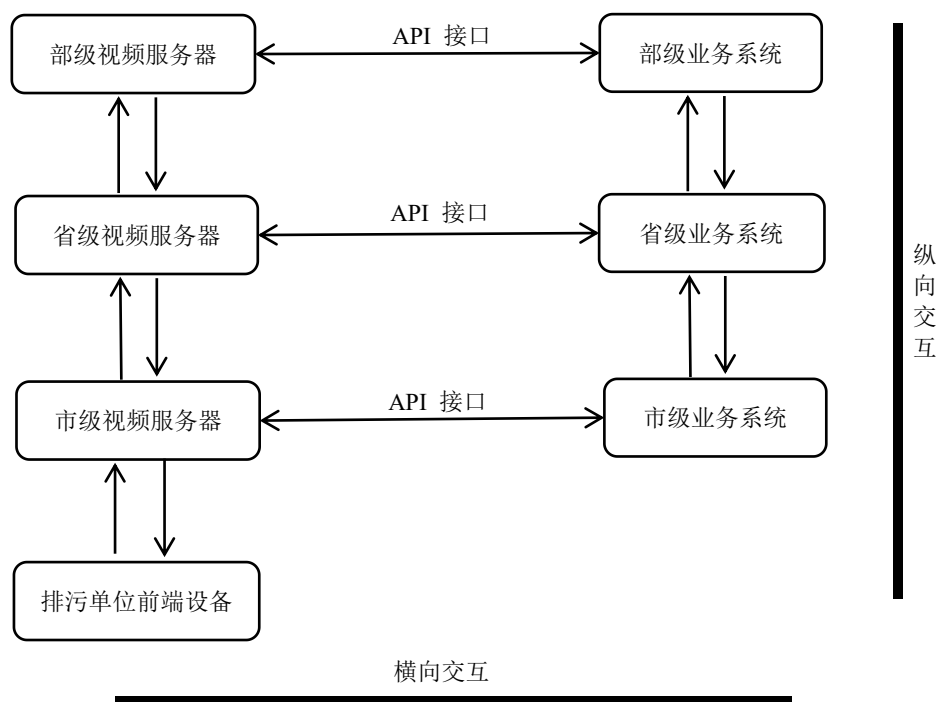 部级视频服务器
API 接口
部级业务系统
省级视频服务器
API 接口
省级业务系统
纵向交互
市级视频服务器
API 接口
市级业务系统
排污单位前端设备
横向交互